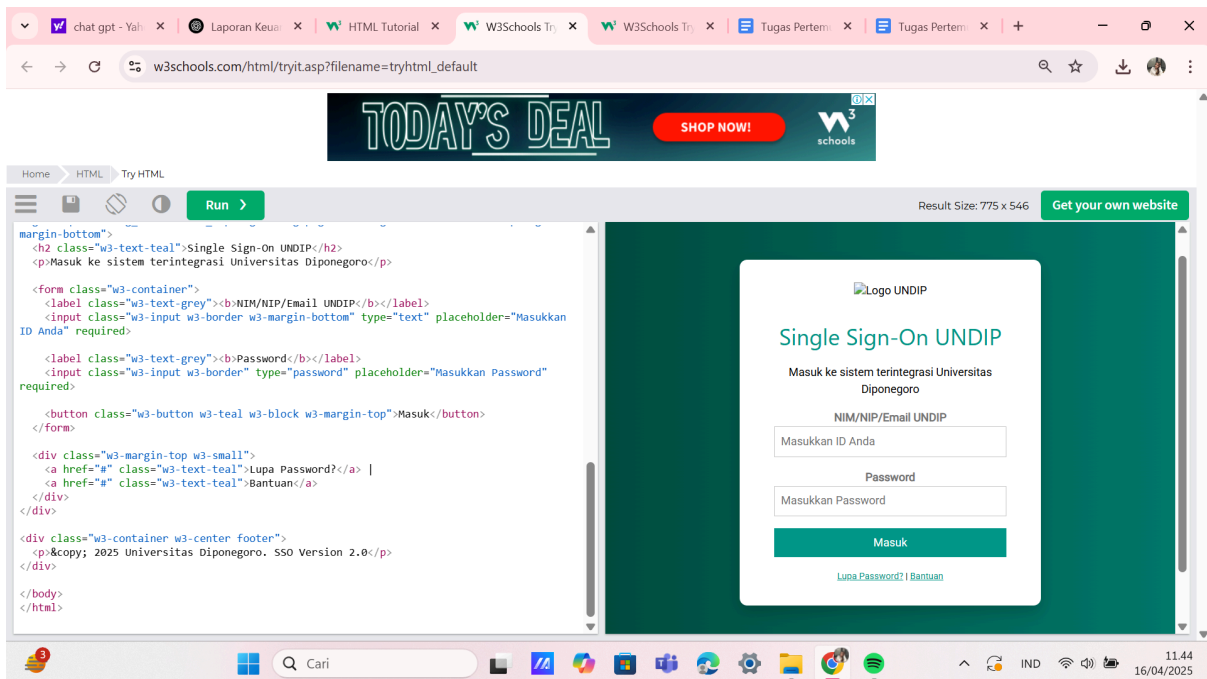 chat gpt - Yah
Laporan Keuan
HTML Tutorial
W3Schools Try
W3Schools Try
Tugas Pertem
Tugas Pertem
w3schools.com/html/tryit.asp?filename=tryhtml_default
TODAY'S DEAL
SHOP NOW!
3
schools
Home
HTML
Try HTML
Run ❯
Result Size: 775 x 546
Get your own website
margin-bottom">
<h2 class="w3-text-teal">Single Sign-On UNDIP</h2>
<p>Masuk ke sistem terintegrasi Universitas Diponegoro</p>
<form class="w3-container">
<label class="w3-text-grey"><b>NIM/NIP/Email UNDIP</b></label>
<input class="w3-input w3-border w3-margin-bottom" type="text" placeholder="Masukkan
ID Anda" required>
<label class="w3-text-grey"><b>Password</b></label>
<input class="w3-input w3-border" type="password" placeholder="Masukkan Password"
required>
<button class="w3-button w3-teal w3-block w3-margin-top">Masuk</button>
</form>
<div class="w3-margin-top w3-small">
<a href="#" class="w3-text-teal">Lupa Password?</a> |
<a href="#" class="w3-text-teal">Bantuan</a>
</div>
</div>
<div class="w3-container w3-center footer">
<p>&copy; 2025 Universitas Diponegoro. SSO Version 2.0</p>
</div>
</body>
</html>
Logo UNDIP
Single Sign-On UNDIP
Masuk ke sistem terintegrasi Universitas
Diponegoro
NIM/NIP/Email UNDIP
Masukkan ID Anda
Password
Masukkan Password
Masuk
Lupa Password? | Bantuan
3
Cari
IND
11.44
16/04/2025